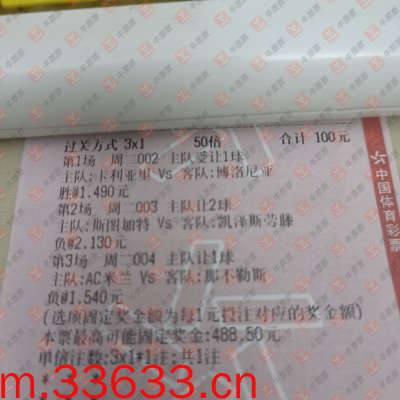 过关方式 3x1 50倍 合计 100元
第1场 周二002 主队受让1球
主队:卡利亚里 Vs 客队:博洛尼亚
胜@1.490元
第2场 周二003 主队让2球
主队:斯图加特 Vs 客队:凯泽斯劳滕
负@2.130元
第3场 周二004 主队让1球
主队:AC米兰 Vs 客队:那不勒斯
负@1.540元
(选项固定奖金额为每1元投注对应的奖金额)
本票最高可能固定奖金:488.50元
单倍注数:3x1*1注;共1注
中国体育彩票
m.33633.cn